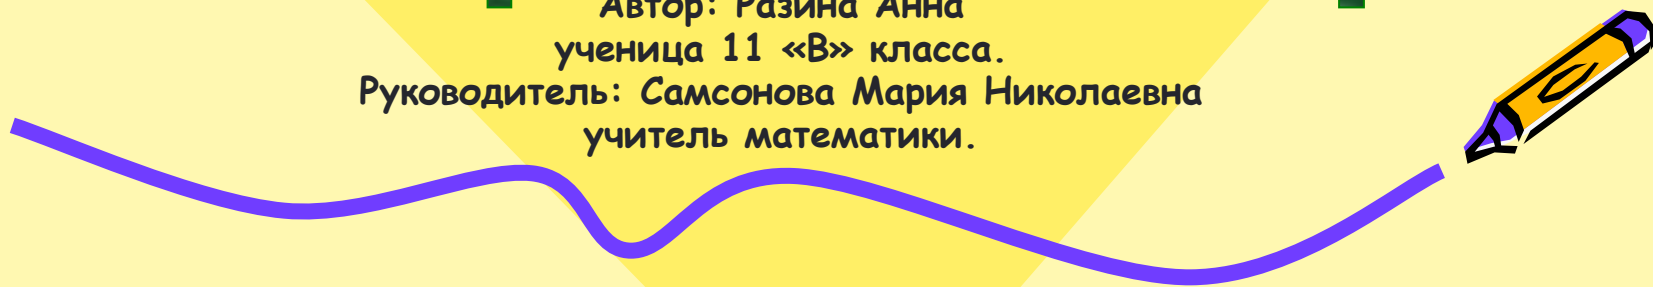 Автор: Разина Анна
ученица 11 «В» класса.
Руководитель: Самсонова Мария Николаевна
учитель математики.